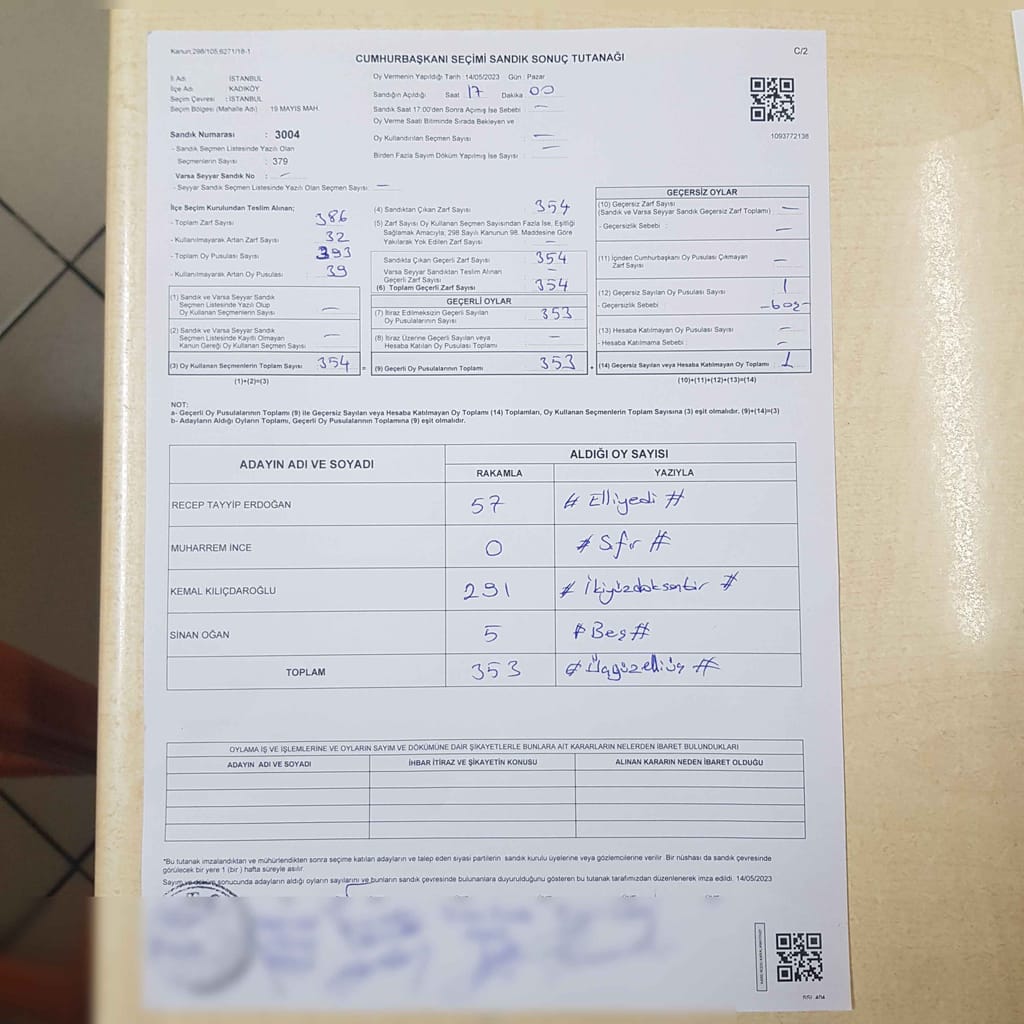 Kanun:298/105,6271/18-1
C/2
CUMHURBAŞKANI SEÇİMİ SANDIK SONUÇ TUTANAĞI
İl Adı : İSTANBUL
İlçe Adı : KADIKÖY
Seçim Çevresi : İSTANBUL
Seçim Bölgesi (Mahalle Adı) : 19 MAYIS MAH.
Oy Vermenin Yapıldığı Tarih :14/05/2023 Gün : Pazar
Sandığın Açıldığı Saat 17 Dakika 00
Sandık Saat 17:00'den Sonra Açımış İse Sebebi : —
Oy Verme Saati Bitiminde Sırada Bekleyen ve
Oy Kullandırılan Seçmen Sayısı : —
Birden Fazla Sayım Döküm Yapılmış İse Sayısı : —
1093772138
Sandık Numarası : 3004
- Sandık Seçmen Listesinde Yazılı Olan
Seçmenlerin Sayısı : 379
Varsa Seyyar Sandık No : —
- Seyyar Sandık Seçmen Listesinde Yazılı Olan Seçmen Sayısı : —
İlçe Seçim Kurulundan Teslim Alınan;
- Toplam Zarf Sayısı 386
- Kullanılmayarak Artan Zarf Sayısı 32
- Toplam Oy Pusulası Sayısı 393
- Kullanılmayarak Artan Oy Pusulası 39
(1) Sandık ve Varsa Seyyar Sandık
Seçmen Listesinde Yazılı Olup
Oy Kullanan Seçmenlerin Sayısı —
(2) Sandık ve Varsa Seyyar Sandık
Seçmen Listesinde Kayıtlı Olmayan
Kanun Gereği Oy Kullanan Seçmen Sayısı —
(3) Oy Kullanan Seçmenlerin Toplam Sayısı 354 =
(1)+(2)=(3)
(4) Sandıktan Çıkan Zarf Sayısı 354
(5) Zarf Sayısı Oy Kullanan Seçmen Sayısından Fazla İse, Eşitliği
Sağlamak Amacıyla; 298 Sayılı Kanunun 98. Maddesine Göre
Yakılarak Yok Edilen Zarf Sayısı —
Sandıkta Çıkan Geçerli Zarf Sayısı 354
Varsa Seyyar Sandıktan Teslim Alınan
Geçerli Zarf Sayısı —
(6) Toplam Geçerli Zarf Sayısı 354
GEÇERLİ OYLAR
(7) İtiraz Edilmeksizin Geçerli Sayılan
Oy Pusulalarının Sayısı 353
(8) İtiraz Üzerine Geçerli Sayılan veya
Hesaba Katılan Oy Pusulası Toplamı —
(9) Geçerli Oy Pusulalarının Toplamı 353 +
GEÇERSİZ OYLAR
(10) Geçersiz Zarf Sayısı
(Sandık ve Varsa Seyyar Sandık Geçersiz Zarf Toplamı) —
- Geçersizlik Sebebi : —
(11) İçinden Cumhurbaşkanı Oy Pusulası Çıkmayan
Zarf Sayısı —
(12) Geçersiz Sayılan Oy Pusulası Sayısı 1
- Geçersizlik Sebebi : -boş-
(13) Hesaba Katılmayan Oy Pusulası Sayısı —
- Hesaba Katılmama Sebebi : —
(14) Geçersiz Sayılan veya Hesaba Katılmayan Oy Toplamı 1
(10)+(11)+(12)+(13)=(14)
NOT:
a- Geçerli Oy Pusulalarının Toplamı (9) ile Geçersiz Sayılan veya Hesaba Katılmayan Oy Toplamı (14) Toplamları, Oy Kullanan Seçmenlerin Toplam Sayısına (3) eşit olmalıdır. (9)+(14)=(3)
b- Adayların Aldığı Oyların Toplamı, Geçerli Oy Pusulalarının Toplamına (9) eşit olmalıdır.
ADAYIN ADI VE SOYADI ALDIĞI OY SAYISI
RAKAMLA YAZIYLA
RECEP TAYYİP ERDOĞAN 57 # Elliyedi #
MUHARREM İNCE 0 # Sıfır #
KEMAL KILIÇDAROĞLU 291 # İkiyüzdoksanbir #
SİNAN OĞAN 5 # Beş #
TOPLAM 353 # Üçyüzelliüç #
OYLAMA İŞ VE İŞLEMLERİNE VE OYLARIN SAYIM VE DÖKÜMÜNE DAİR ŞİKAYETLERLE BUNLARA AİT KARARLARIN NELERDEN İBARET BULUNDUKLARI
ADAYIN ADI VE SOYADI İHBAR İTİRAZ VE ŞİKAYETİN KONUSU ALINAN KARARIN NEDEN İBARET OLDUĞU
*Bu tutanak imzalandıktan ve mühürlendikten sonra seçime katılan adayların ve talep eden siyasi partilerin sandık kurulu üyelerine veya gözlemcilerine verilir. Bir nüshası da sandık çevresinde
görülecek bir yere 1 (bir) hafta süreyle asılır.
Sayım ve döküm sonucunda adayların aldığı oyların sayılarını ve bunların sandık çevresinde bulunanlara duyurulduğunu gösteren bu tutanak tarafımızdan düzenlenerek imza edildi. 14/05/2023